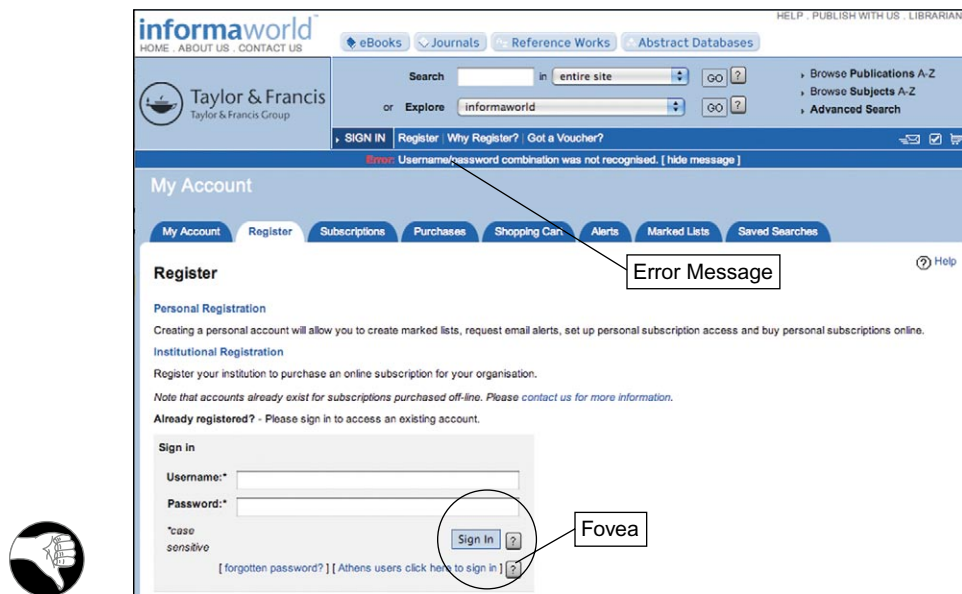 HELP . PUBLISH WITH US . LIBRARIAN
informaworld
HOME . ABOUT US . CONTACT US
eBooks Journals Reference Works Abstract Databases
Search in entire site GO ?
Browse Publications A-Z
Browse Subjects A-Z
Advanced Search
Taylor & Francis
Taylor & Francis Group
or Explore informaworld GO ?
SIGN IN Register | Why Register? | Got a Voucher?
Error: Username/password combination was not recognised. [ hide message ]
My Account
My Account Register Subscriptions Purchases Shopping Cart Alerts Marked Lists Saved Searches
Error Message
? Help
Register
Personal Registration
Creating a personal account will allow you to create marked lists, request email alerts, set up personal subscription access and buy personal subscriptions online.
Institutional Registration
Register your institution to purchase an online subscription for your organisation.
Note that accounts already exist for subscriptions purchased off-line. Please contact us for more information.
Already registered? - Please sign in to access an existing account.
Sign in
Username:*
Password:*
*case
sensitive
Sign In ?
Fovea
[ forgotten password? ] [ Athens users click here to sign in ] ?